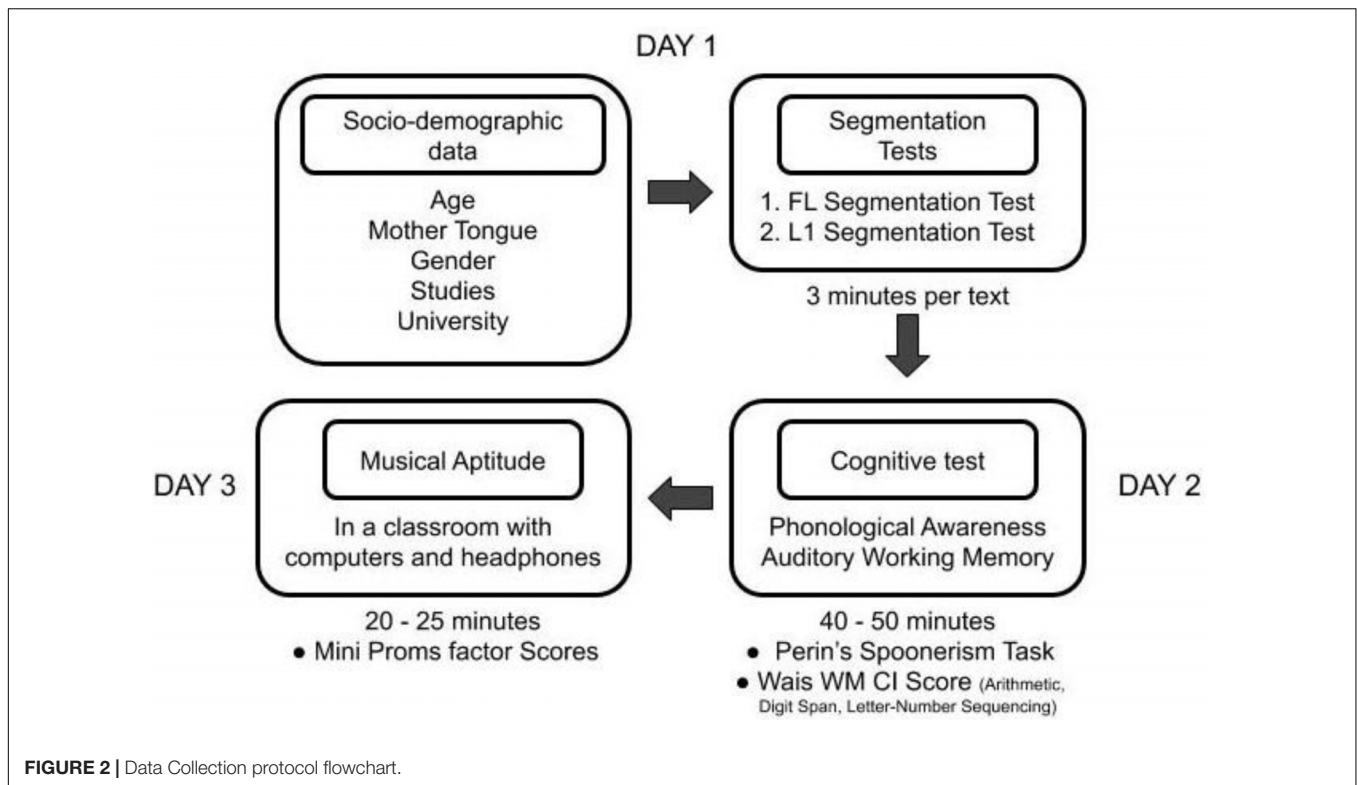 DAY 1
Socio-demographic
data
Age
Mother Tongue
Gender
Studies
University
Segmentation
Tests
1. FL Segmentation Test
2. L1 Segmentation Test
3 minutes per text
DAY 2
Cognitive test
Phonological Awareness
Auditory Working Memory
40 - 50 minutes
● Perin's Spoonerism Task
● Wais WM CI Score (Arithmetic,
Digit Span, Letter-Number Sequencing)
DAY 3
Musical Aptitude
In a classroom with
computers and headphones
20 - 25 minutes
● Mini Proms factor Scores
FIGURE 2 | Data Collection protocol flowchart.